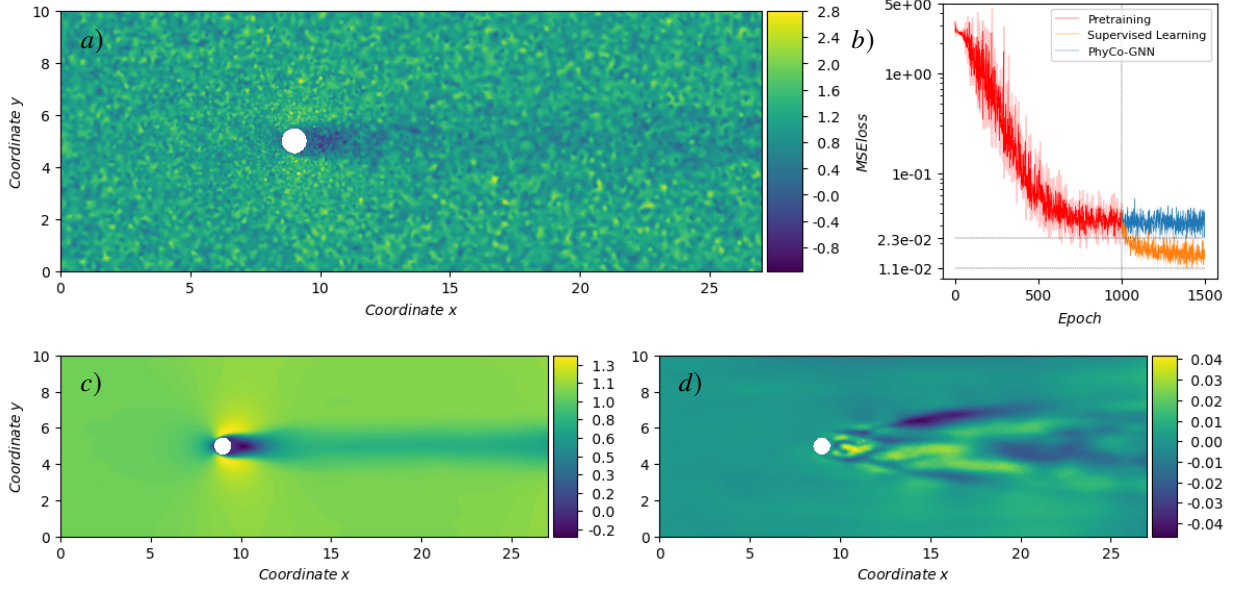 a)
10
8
6
4
2
0
Coordinate y
0 5 10 15 20 25
Coordinate x
2.8
2.4
2.0
1.6
1.2
0.8
0.4
-0.0
-0.4
-0.8
b)
5e+00
1e+00
1e-01
2.3e-02
1.1e-02
MSEloss
Pretraining
Supervised Learning
PhyCo-GNN
0 500 1000 1500
Epoch
c)
10
8
6
4
2
0
Coordinate y
0 5 10 15 20 25
Coordinate x
1.3
1.1
1.0
0.8
0.6
0.5
0.3
0.2
0.0
-0.2
d)
10
8
6
4
2
0
0 5 10 15 20 25
Coordinate x
0.04
0.03
0.02
0.01
0.00
-0.01
-0.02
-0.03
-0.04